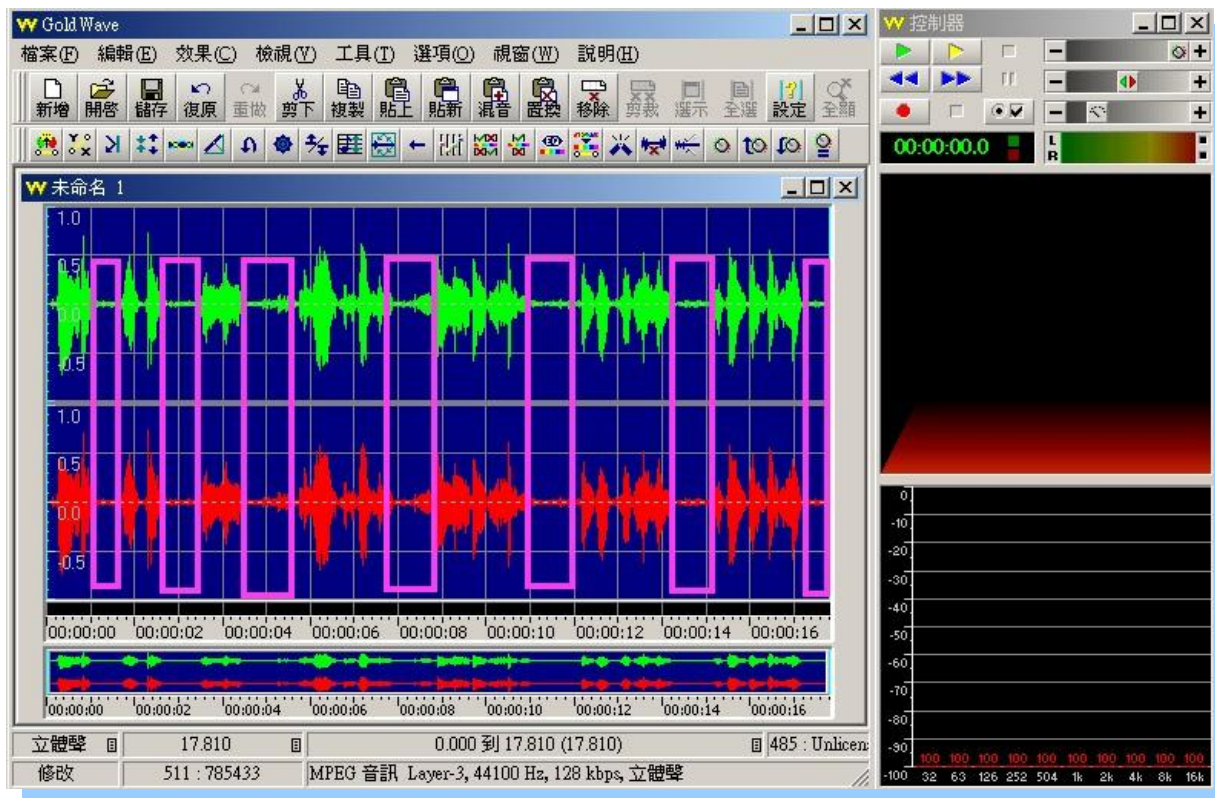 Gold Wave
檔案(F) 編輯(E) 效果(C) 檢視(V) 工具(T) 選項(O) 視窗(W) 說明(H)
新增 開啓 儲存 復原 重做 剪下 複製 貼上 貼新 混音 置換 移除 剪裁 選示 全選 設定 全顯
未命名 1
1.0
0.5
0.0
-0.5
1.0
0.5
0.0
-0.5
00:00:00 00:00:02 00:00:04 00:00:06 00:00:08 00:00:10 00:00:12 00:00:14 00:00:16
00:00:00 00:00:02 00:00:04 00:00:06 00:00:08 00:00:10 00:00:12 00:00:14 00:00:16
立體聲 17.810 0.000 到 17.810 (17.810) 485 : Unlicen
修改 511 : 785433 MPEG 音訊 Layer-3, 44100 Hz, 128 kbps, 立體聲
控制器
00:00:00.0
L
R
0
-10
-20
-30
-40
-50
-60
-70
-80
-90
-100
100 100 100 100 100 100 100 100 100 100
32 63 126 252 504 1k 2k 4k 8k 16k